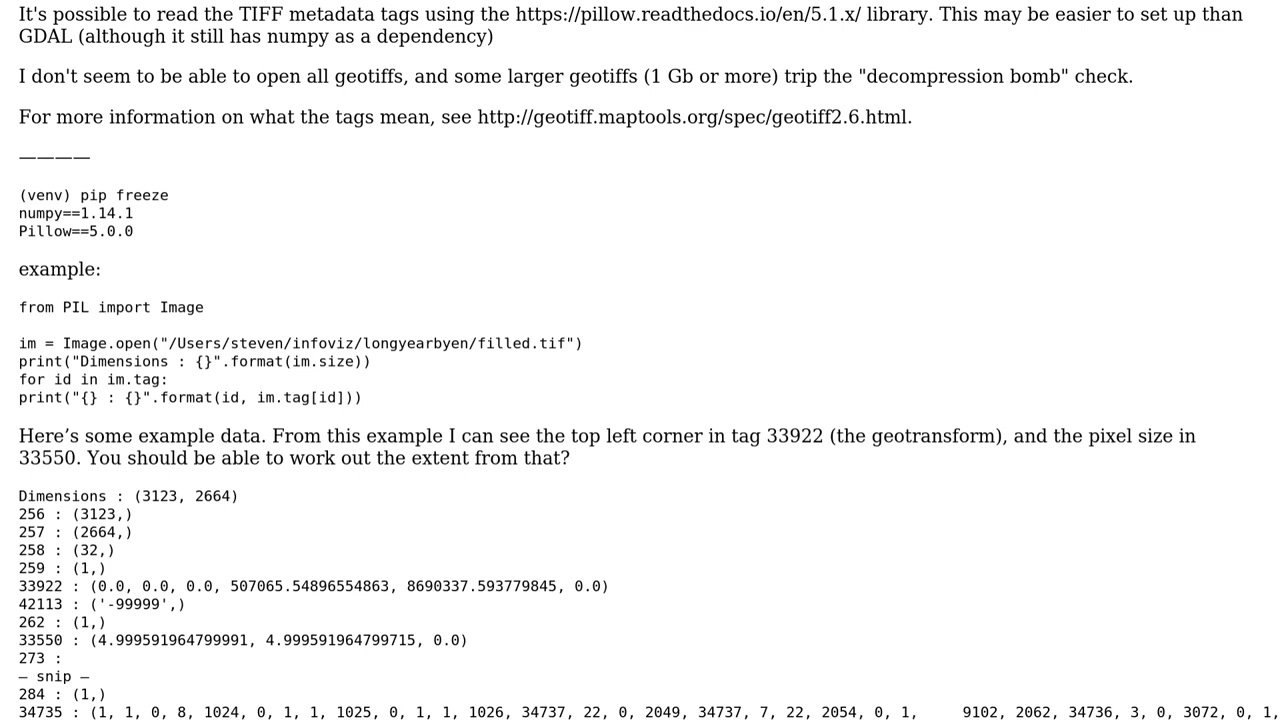 It's possible to read the TIFF metadata tags using the https://pillow.readthedocs.io/en/5.1.x/ library. This may be easier to set up than
GDAL (although it still has numpy as a dependency)
I don't seem to be able to open all geotiffs, and some larger geotiffs (1 Gb or more) trip the "decompression bomb" check.
For more information on what the tags mean, see http://geotiff.maptools.org/spec/geotiff2.6.html.
————
(venv) pip freeze
numpy==1.14.1
Pillow==5.0.0
example:
from PIL import Image
im = Image.open("/Users/steven/infoviz/longyearbyen/filled.tif")
print("Dimensions : {}".format(im.size))
for id in im.tag:
print("{} : {}".format(id, im.tag[id]))
Here’s some example data. From this example I can see the top left corner in tag 33922 (the geotransform), and the pixel size in
33550. You should be able to work out the extent from that?
Dimensions : (3123, 2664)
256 : (3123,)
257 : (2664,)
258 : (32,)
259 : (1,)
33922 : (0.0, 0.0, 0.0, 507065.54896554863, 8690337.593779845, 0.0)
42113 : ('-99999',)
262 : (1,)
33550 : (4.999591964799991, 4.999591964799715, 0.0)
273 :
— snip —
284 : (1,)
34735 : (1, 1, 0, 8, 1024, 0, 1, 1, 1025, 0, 1, 1, 1026, 34737, 22, 0, 2049, 34737, 7, 22, 2054, 0, 1,     9102, 2062, 34736, 3, 0, 3072, 0, 1,